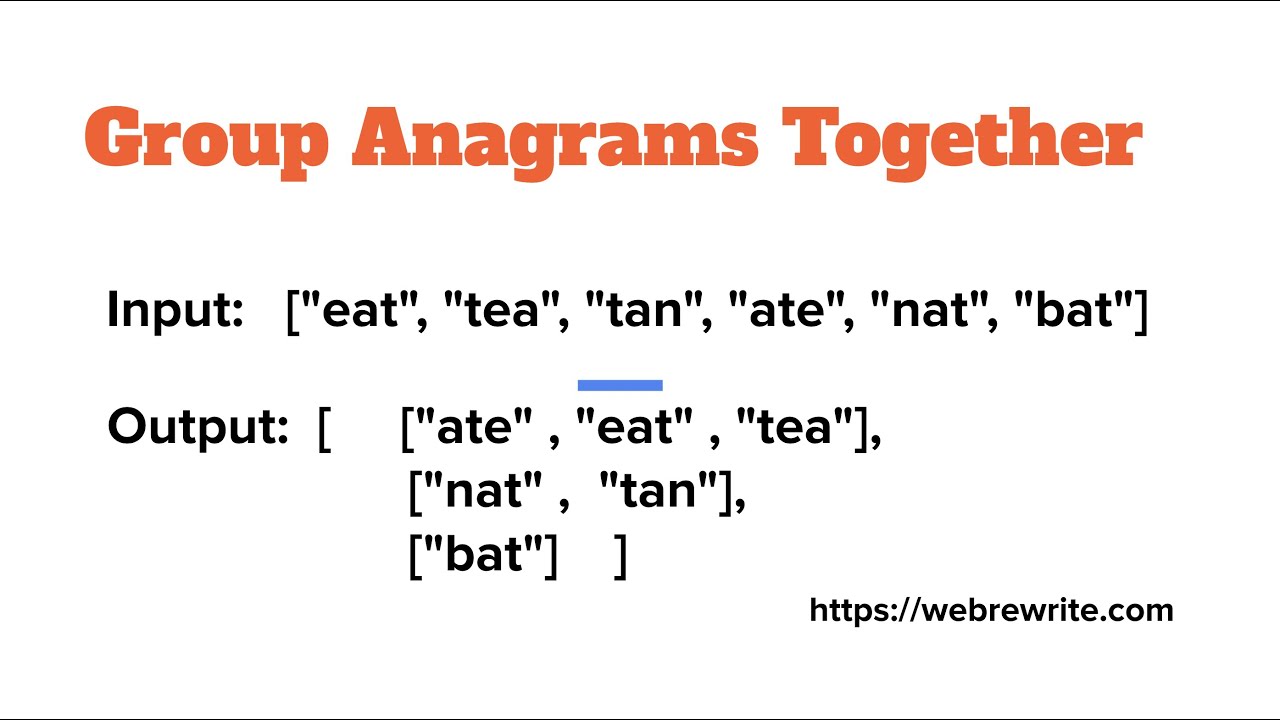 Group Anagrams Together
Input: ["eat", "tea", "tan", "ate", "nat", "bat"]
Output: [ ["ate" , "eat" , "tea"],
["nat" , "tan"],
["bat"] ]
https://webrewrite.com